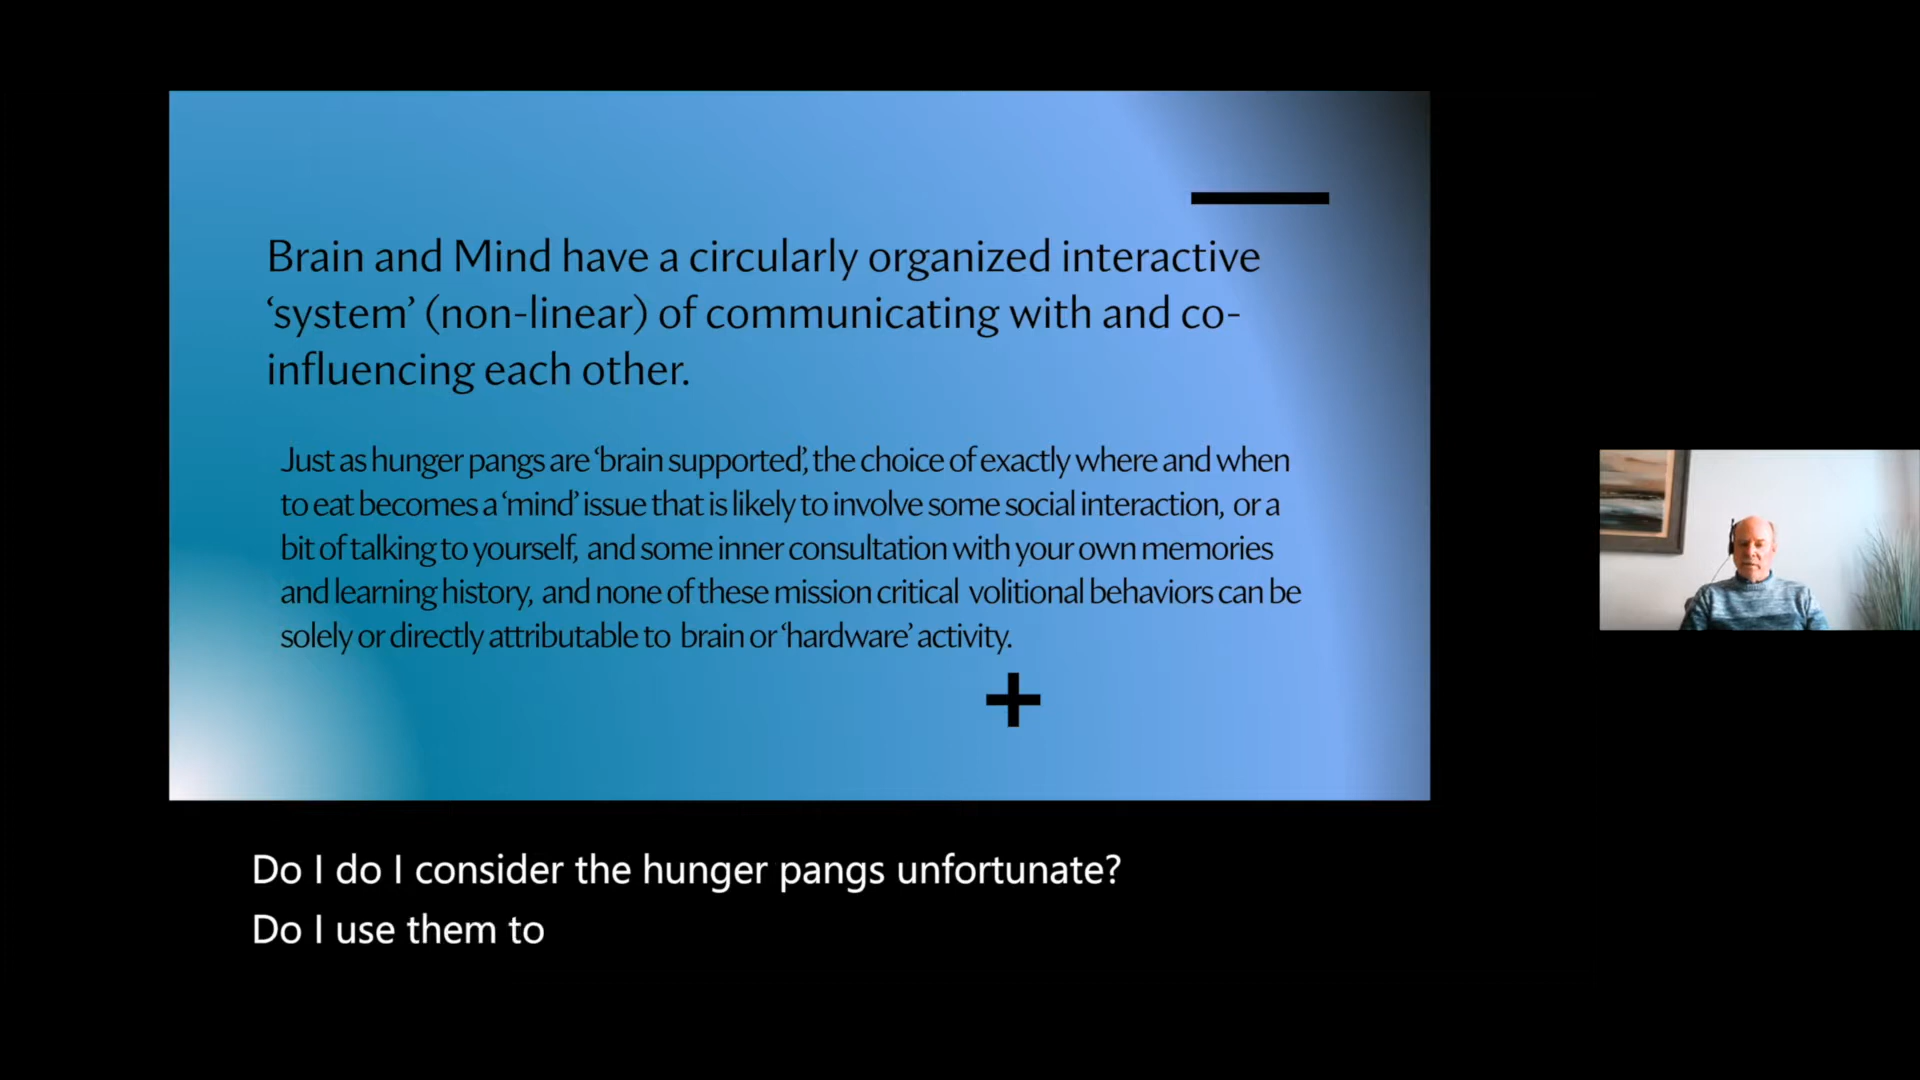 Brain and Mind have a circularly organized interactive
‘system’ (non-linear) of communicating with and co-
influencing each other.
Just as hunger pangs are ‘brain supported’, the choice of exactly where and when
to eat becomes a ‘mind’ issue that is likely to involve some social interaction, or a
bit of talking to yourself, and some inner consultation with your own memories
and learning history, and none of these mission critical volitional behaviors can be
solely or directly attributable to brain or ‘hardware’ activity.
Do I do I consider the hunger pangs unfortunate?
Do I use them to